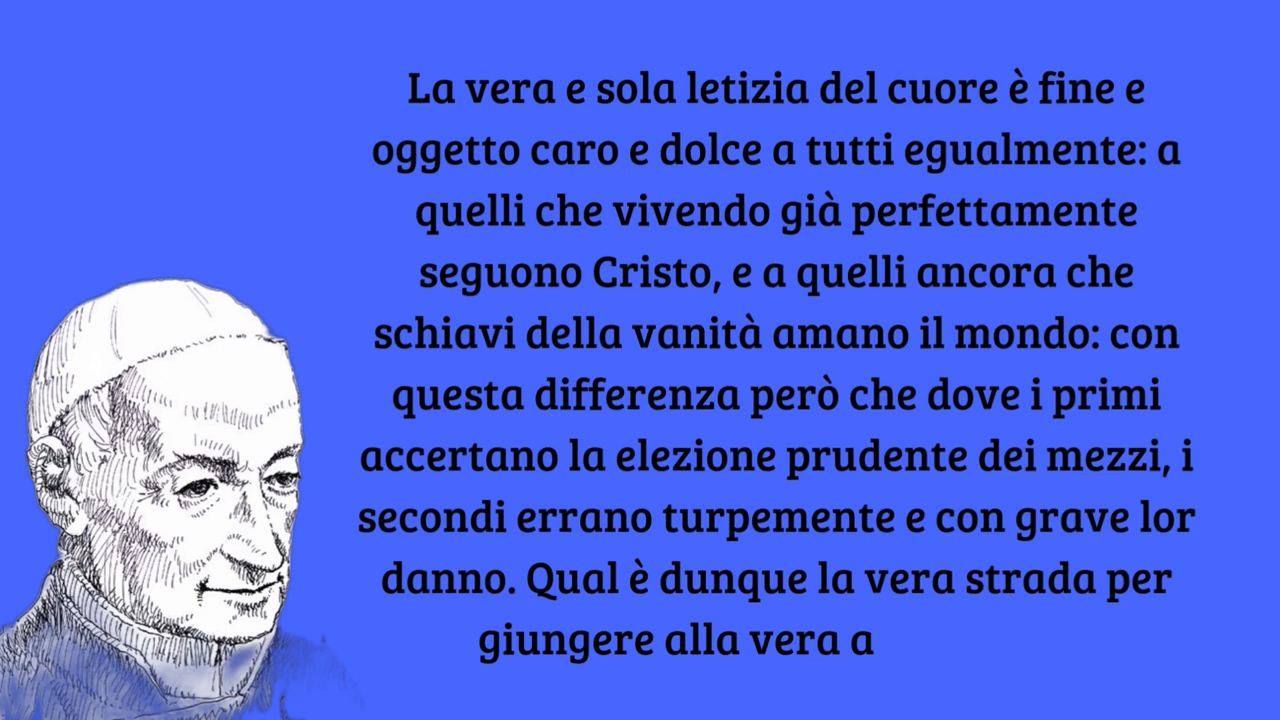 La vera e sola letizia del cuore è fine e
oggetto caro e dolce a tutti egualmente: a
quelli che vivendo già perfettamente
seguono Cristo, e a quelli ancora che
schiavi della vanità amano il mondo: con
questa differenza però che dove i primi
accertano la elezione prudente dei mezzi, i
secondi errano turpemente e con grave lor
danno. Qual è dunque la vera strada per
giungere alla vera a